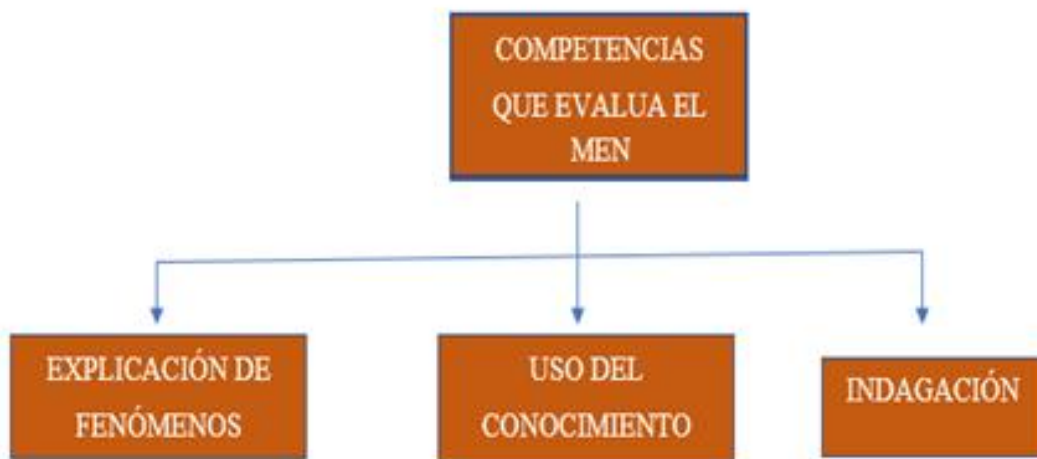 COMPETENCIAS
QUE EVALUA EL
MEN
EXPLICACIÓN DE
FENÓMENOS
USO DEL
CONOCIMIENTO
INDAGACIÓN